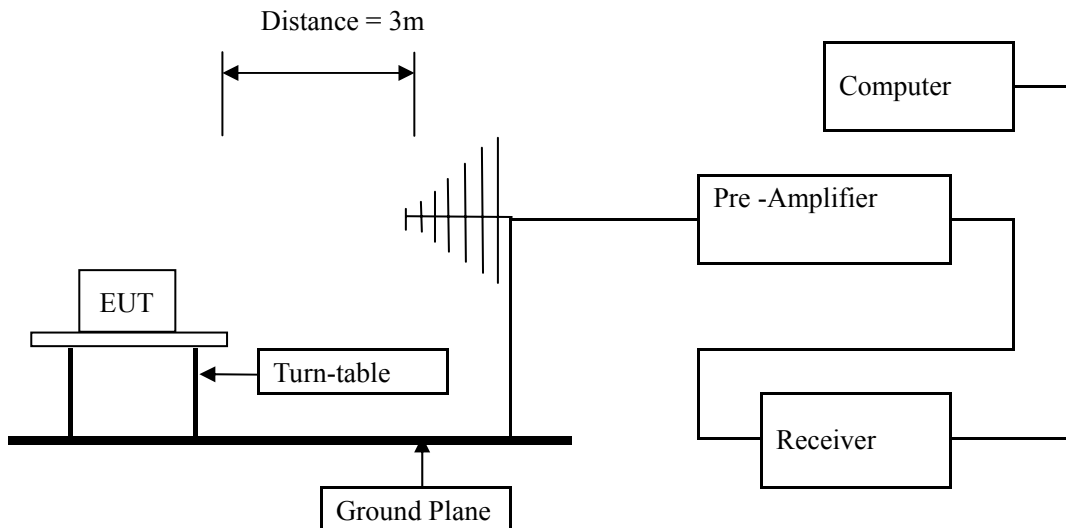 Distance = 3m
Computer
Pre -Amplifier
EUT
Turn-table
Receiver
Ground Plane